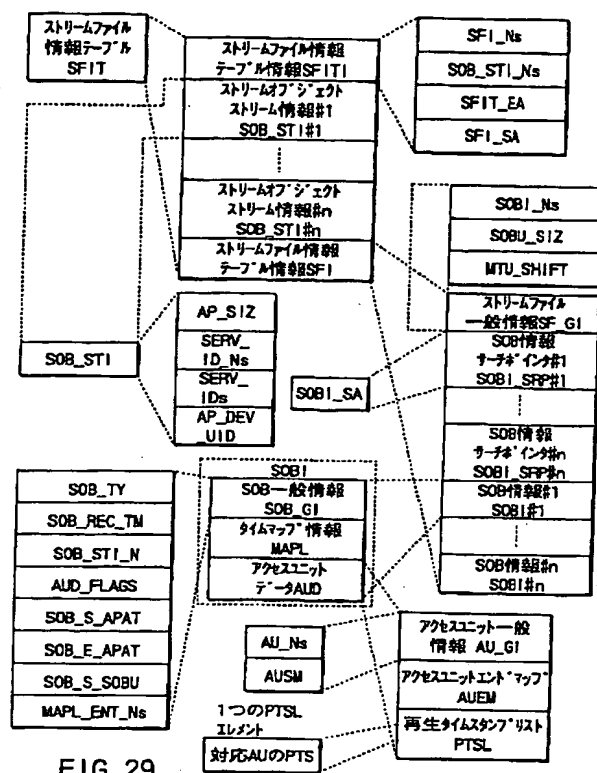 ストリームファイル
情報テーブル
SFIT
ストリームファイル情報
テーブル情報SFITI
ストリームオブジェクト
ストリーム情報#1
SOB_STI#1
ストリームオブジェクト
ストリーム情報#n
SOB_STI#n
ストリームファイル情報
テーブル情報SFI
SFI_Ns
SOB_STI_Ns
SFIT_EA
SFI_SA
SOBI_Ns
SOBU_SIZ
MTU_SHIFT
ストリームファイル
一般情報SF_GI
SOB情報
サーチポインタ#1
SOBI_SRP#1
SOB情報
サーチポインタ#n
SOBI_SRP#n
SOB情報#1
SOBI#1
SOB情報#n
SOBI#n
SOB_STI
AP_SIZ
SERV_
ID_Ns
SERV_
IDs
AP_DEV
UID
SOBI_SA
SOBI
SOB一般情報
SOB_GI
タイムマップ情報
MAPL
アクセスユニット
データAUD
SOB_TY
SOB_REC_TM
SOB_STI_N
AUD_FLAGS
SOB_S_APAT
SOB_E_APAT
SOB_S_SOBU
MAPL_ENT_Ns
AU_Ns
AUSM
アクセスユニット一般
情報 AU_GI
アクセスユニットエンドマップ
AUEM
再生タイムスタンプリスト
PTSL
1つのPTSL
エレメント
対応AUのPTS
FIG.29